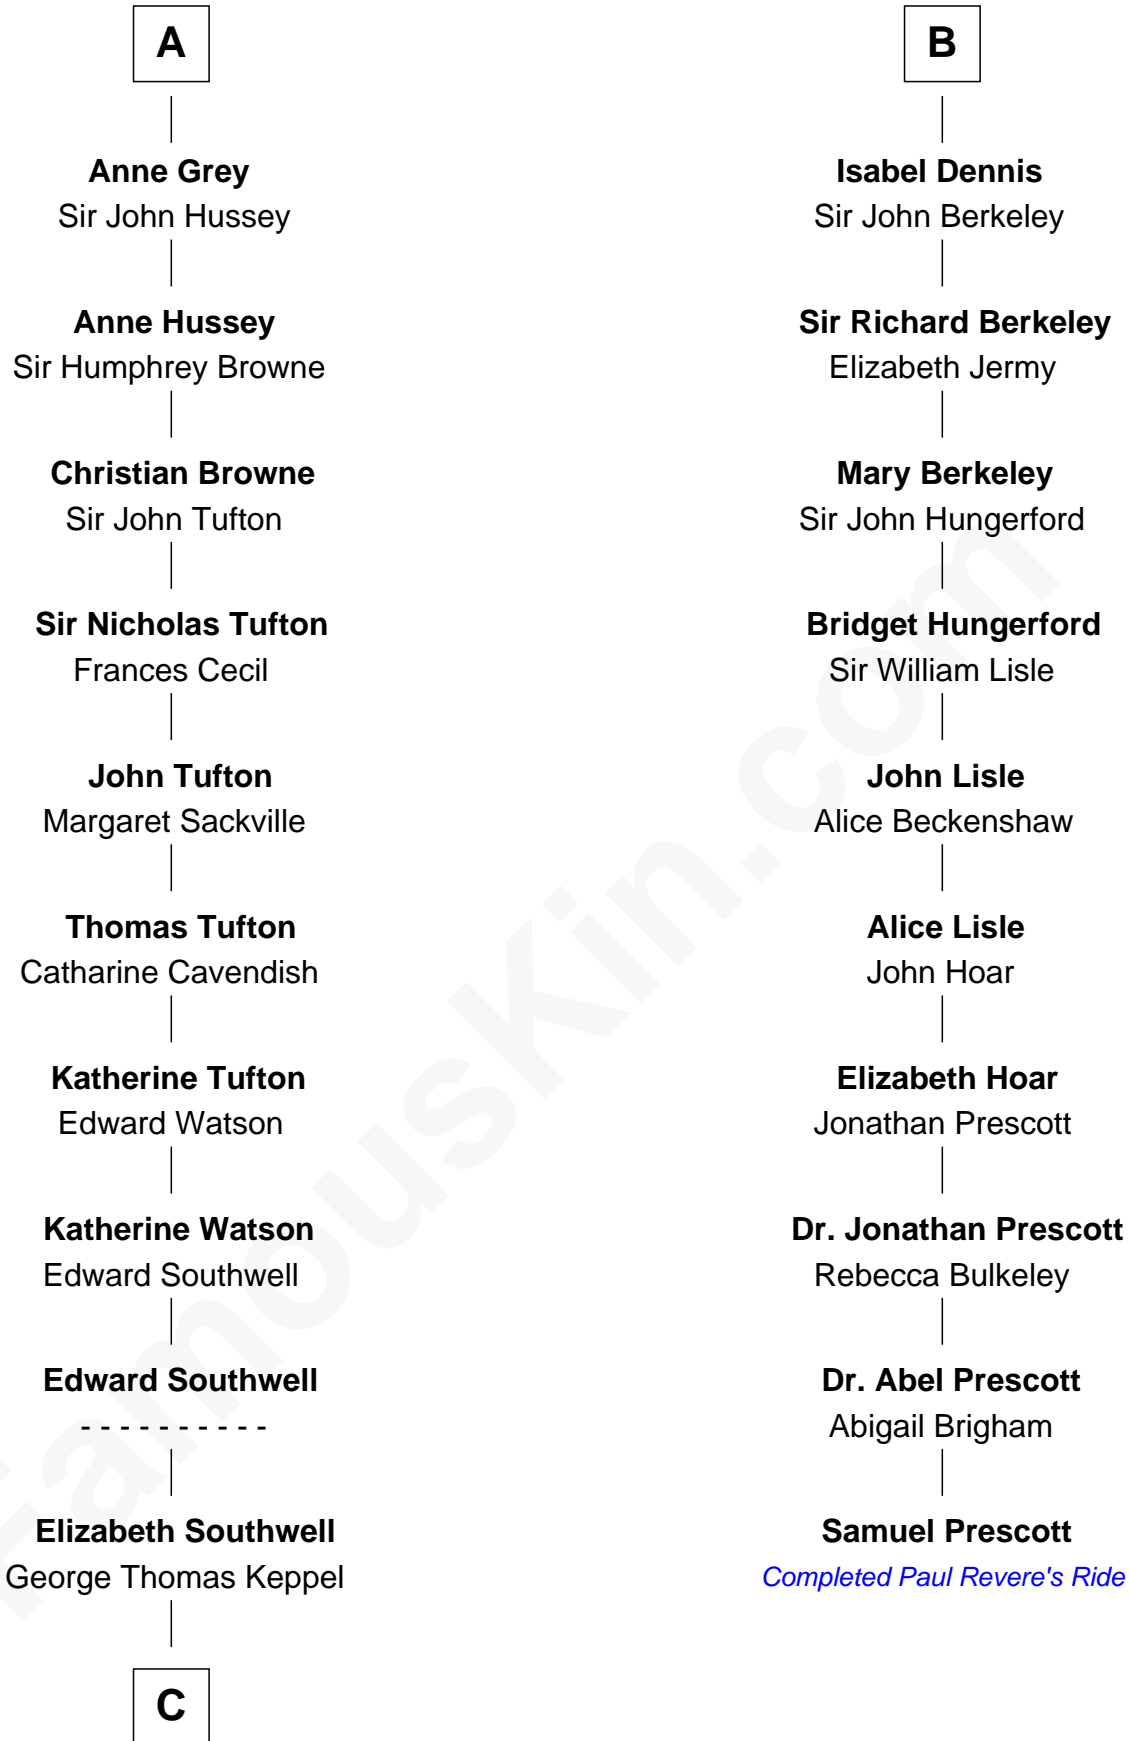 A
Anne Grey
Sir John Hussey
Anne Hussey
Sir Humphrey Browne
Christian Browne
Sir John Tufton
Sir Nicholas Tufton
Frances Cecil
John Tufton
Margaret Sackville
Thomas Tufton
Catharine Cavendish
Katherine Tufton
Edward Watson
Katherine Watson
Edward Southwell
Edward Southwell
- - - - - - - - - -
Elizabeth Southwell
George Thomas Keppel
C
B
Isabel Dennis
Sir John Berkeley
Sir Richard Berkeley
Elizabeth Jermy
Mary Berkeley
Sir John Hungerford
Bridget Hungerford
Sir William Lisle
John Lisle
Alice Beckenshaw
Alice Lisle
John Hoar
Elizabeth Hoar
Jonathan Prescott
Dr. Jonathan Prescott
Rebecca Bulkeley
Dr. Abel Prescott
Abigail Brigham
Samuel Prescott
Completed Paul Revere's Ride
FamousKin.com